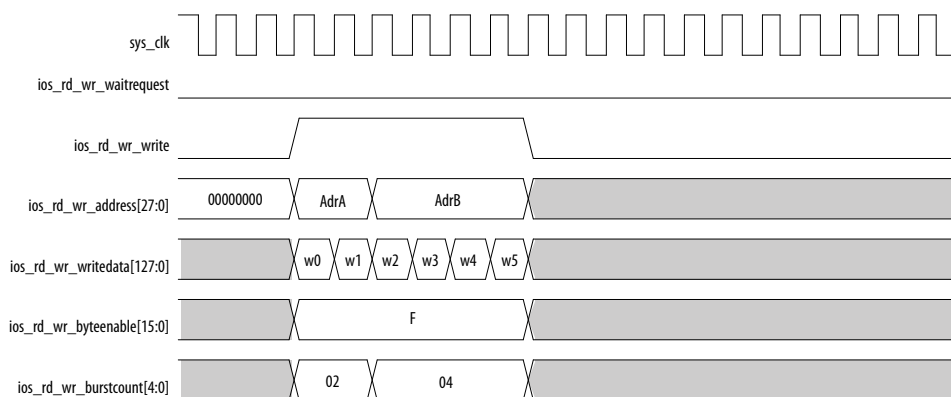 sys_clk
ios_rd_wr_waitrequest
ios_rd_wr_write
ios_rd_wr_address[27:0] 00000000 AdrA AdrB
ios_rd_wr_writedata[127:0] w0 w1 w2 w3 w4 w5
ios_rd_wr_byteenable[15:0] F
ios_rd_wr_burstcount[4:0] 02 04